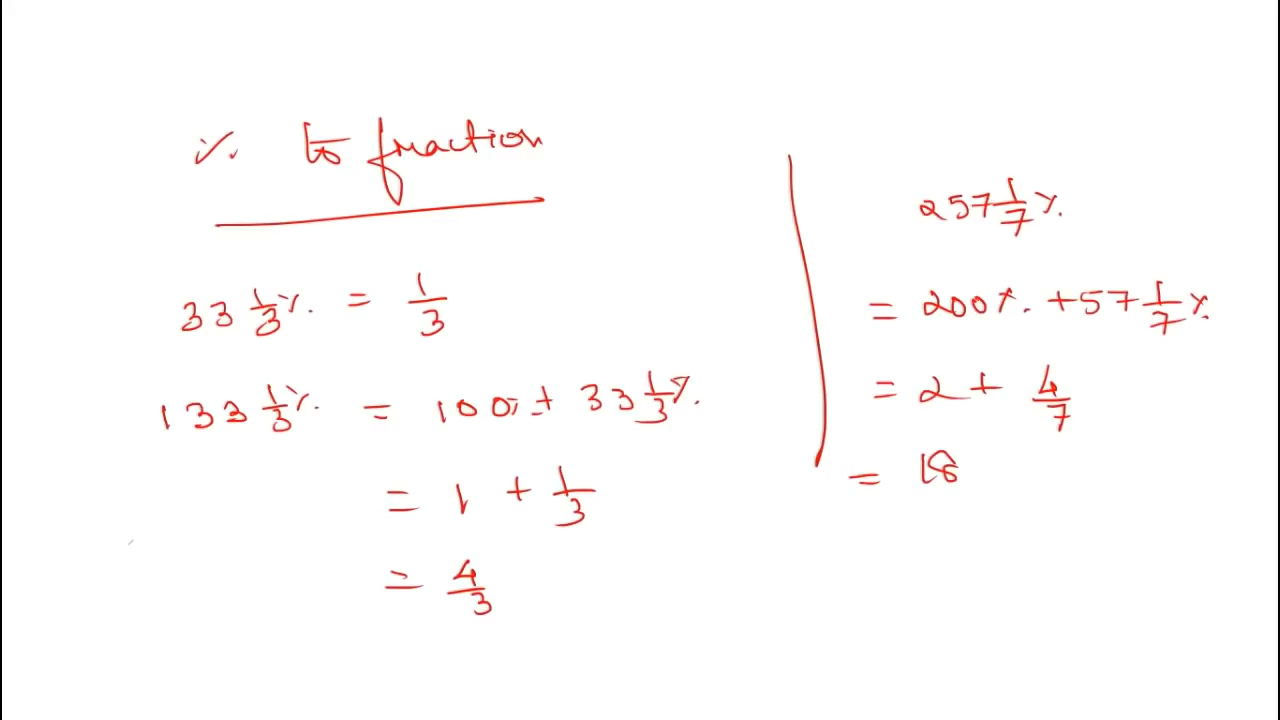 % to fraction
33 1/3 % = 1/3
133 1/3 % = 100% + 33 1/3 %
= 1 + 1/3
= 4/3
257 1/7 %
= 200% + 57 1/7 %
= 2 + 4/7
= 18